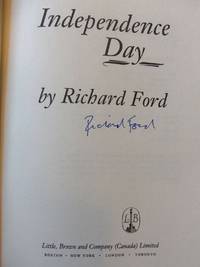 Independence
Day
by Richard Ford
Richard Ford
L B
Little, Brown and Company (Canada) Limited
BOSTON • NEW YORK • LONDON • TORONTO